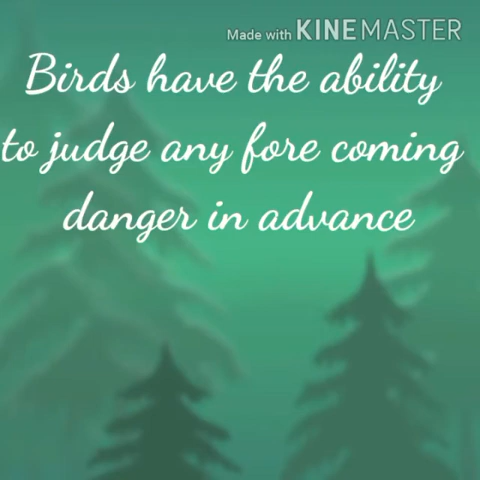 Made with KINEMASTER
Birds have the ability
to judge any fore coming
danger in advance